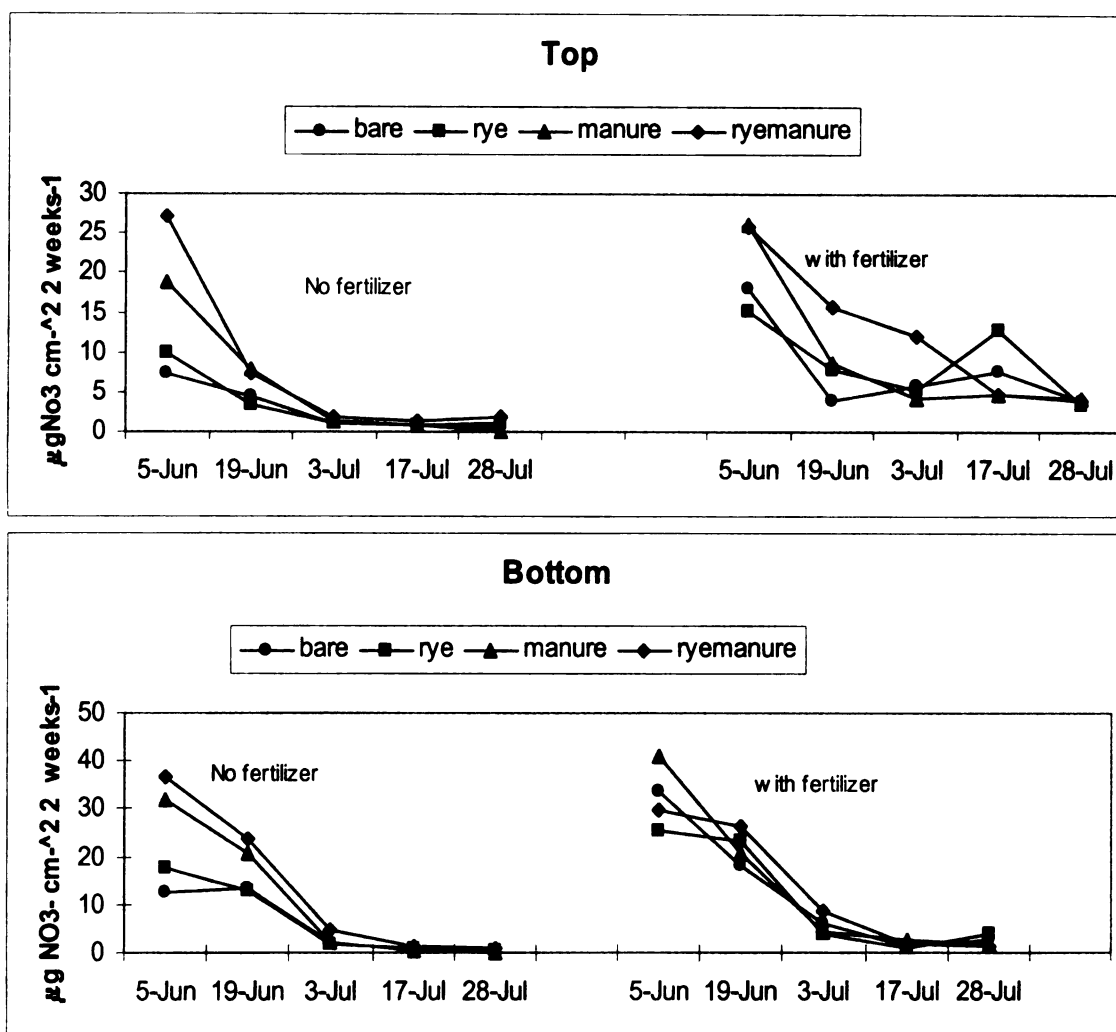 Top
bare rye manure ryemanure
µgNo3 cm-^2 2 weeks-1
30
25
20
15
10
5
0
No fertilizer
with fertilizer
5-Jun 19-Jun 3-Jul 17-Jul 28-Jul 5-Jun 19-Jun 3-Jul 17-Jul 28-Jul
Bottom
bare rye manure ryemanure
µg NO3- cm-^2 2 weeks-1
50
40
30
20
10
0
No fertilizer
with fertilizer
5-Jun 19-Jun 3-Jul 17-Jul 28-Jul 5-Jun 19-Jun 3-Jul 17-Jul 28-Jul